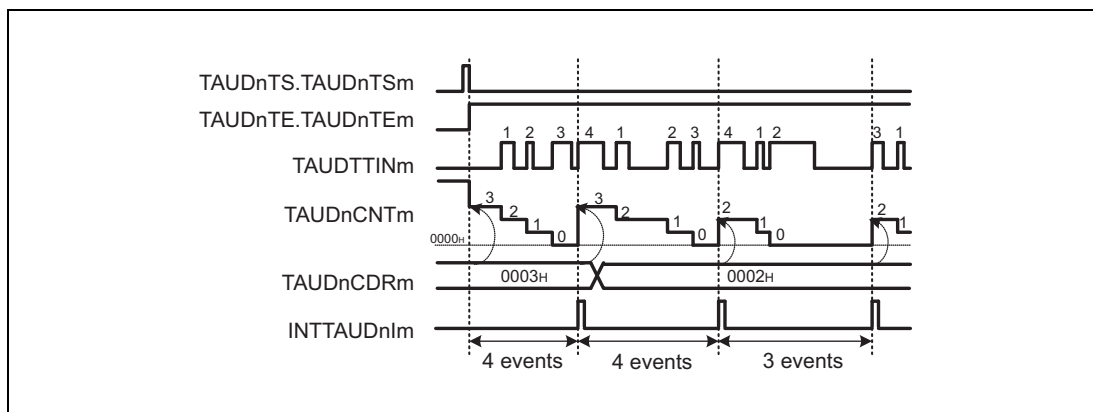 TAUDnTS.TAUDnTSm
TAUDnTE.TAUDnTEm
1 2 3 4 1 2 3 4 1 2 3 1
TAUDTTINm
3 2 1 0 3 2 1 0 2 1 0 2 1
TAUDnCNTm
0000H
TAUDnCDRm
0003H 0002H
INTTAUDnIm
4 events 4 events 3 events